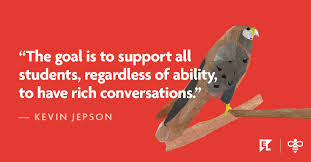 “The goal is to support all
students, regardless of ability,
to have rich conversations.”
— KEVIN JEPSON